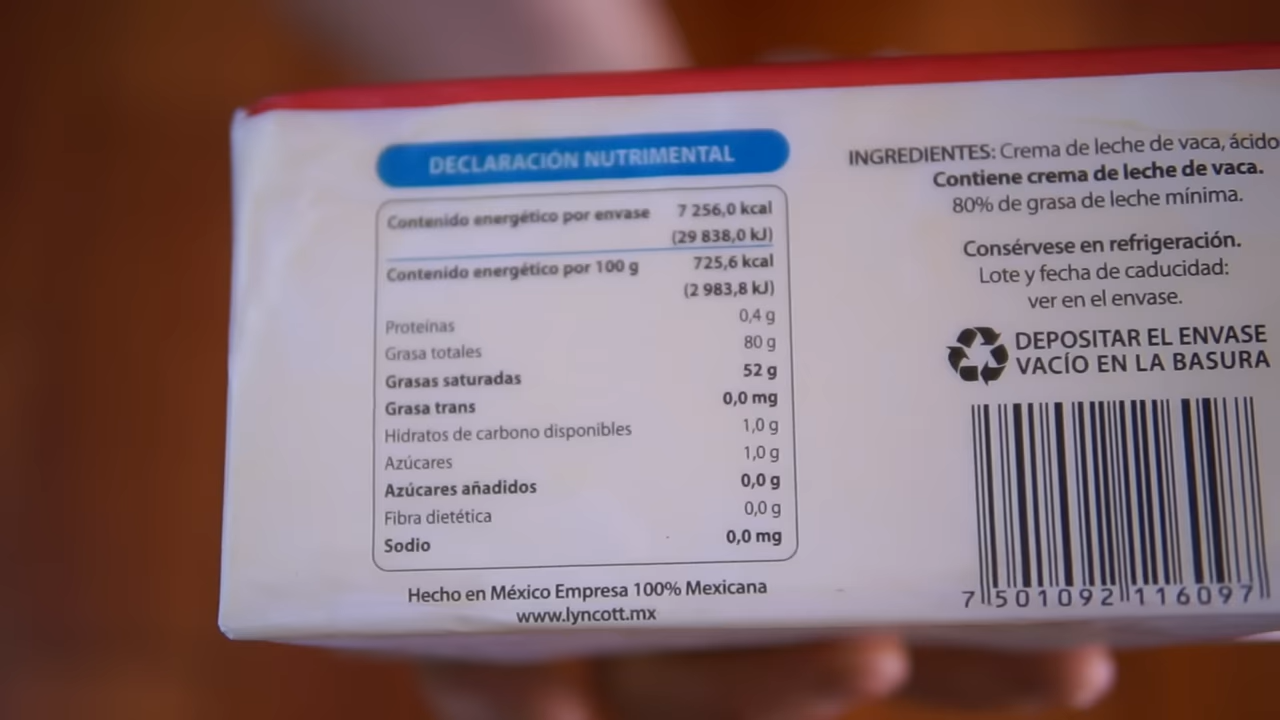 DECLARACIÓN NUTRIMENTAL
Contenido energético por envase 7 256,0 kcal
(29 838,0 kJ)
Contenido energético por 100 g 725,6 kcal
(2 983,8 kJ)
Proteínas 0,4 g
Grasa totales 80 g
Grasas saturadas 52 g
Grasa trans 0,0 mg
Hidratos de carbono disponibles 1,0 g
Azúcares 1,0 g
Azúcares añadidos 0,0 g
Fibra dietética 0,0 g
Sodio 0,0 mg
Hecho en México Empresa 100% Mexicana
www.lyncott.mx
INGREDIENTES: Crema de leche de vaca, ácido
Contiene crema de leche de vaca.
80% de grasa de leche mínima.
Consérvese en refrigeración.
Lote y fecha de caducidad:
ver en el envase.
DEPOSITAR EL ENVASE
VACÍO EN LA BASURA
7 501092 116097